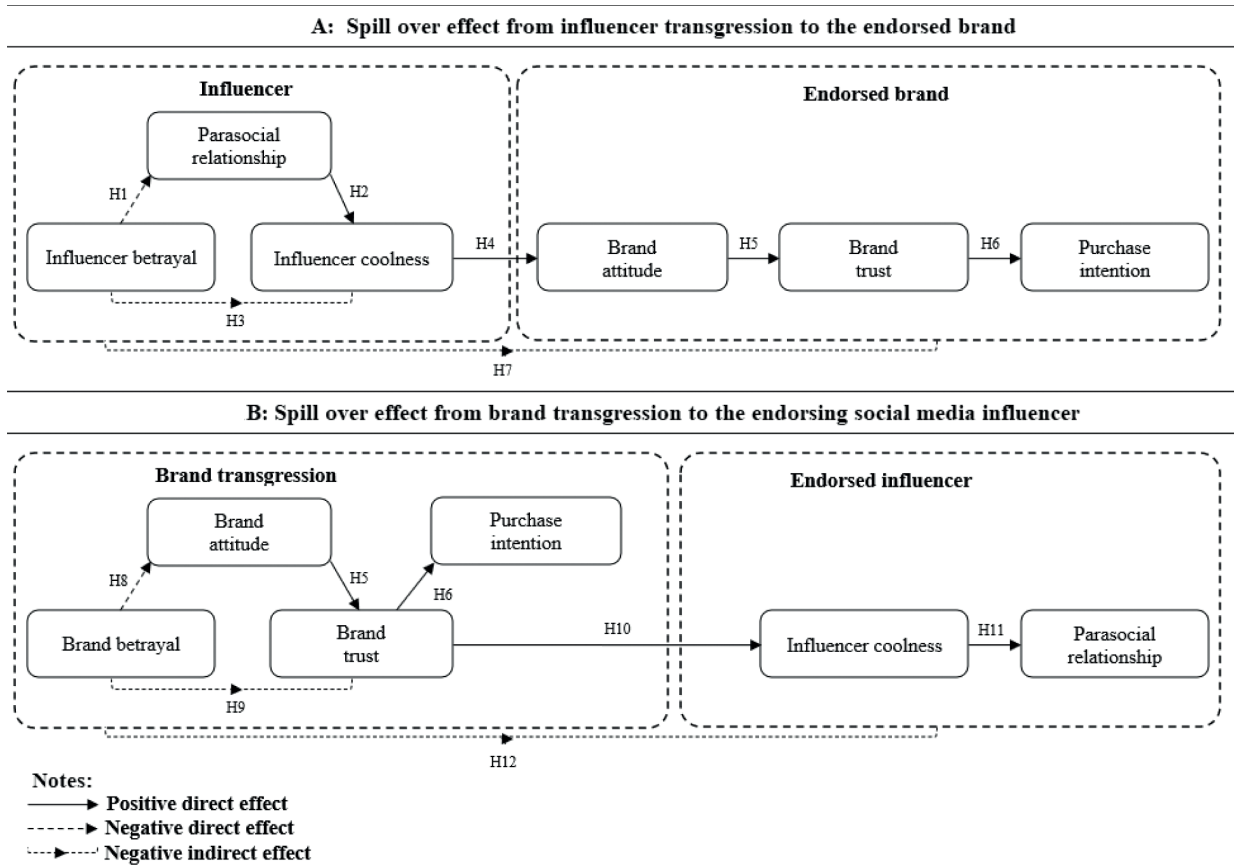 A: Spill over effect from influencer transgression to the endorsed brand
Influencer
Endorsed brand
Parasocial
relationship
H1
H2
Influencer betrayal
Influencer coolness
H4
Brand
attitude
H5
Brand
trust
H6
Purchase
intention
H3
H7
B: Spill over effect from brand transgression to the endorsing social media influencer
Brand transgression
Endorsed influencer
Brand
attitude
Purchase
intention
H8
H5
H6
Brand betrayal
Brand
trust
H10
Influencer coolness
H11
Parasocial
relationship
H9
H12
Notes:
Positive direct effect
Negative direct effect
Negative indirect effect